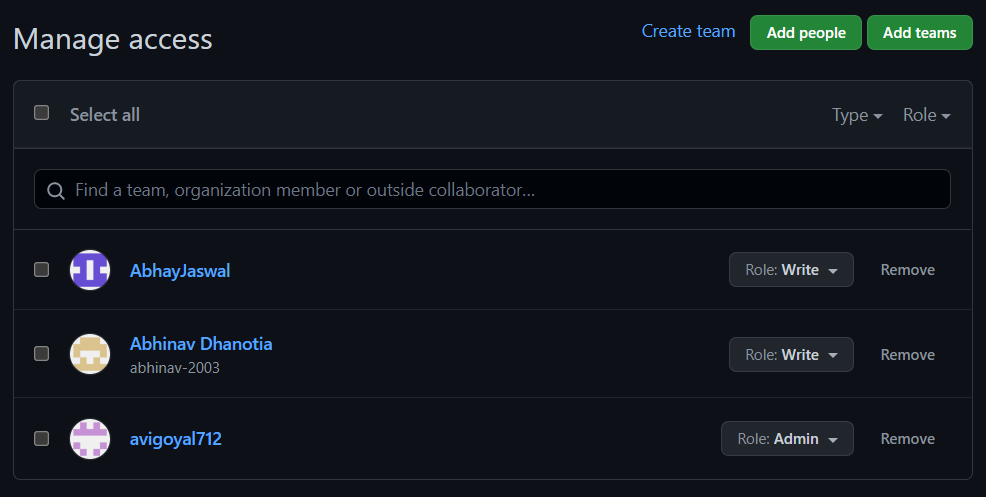 Manage access
Create team
Add people
Add teams
Select all
Type
Role
Find a team, organization member or outside collaborator...
AbhayJaswal
Role: Write
Remove
Abhinav Dhanotia
abhinav-2003
Role: Write
Remove
avigoyal712
Role: Admin
Remove